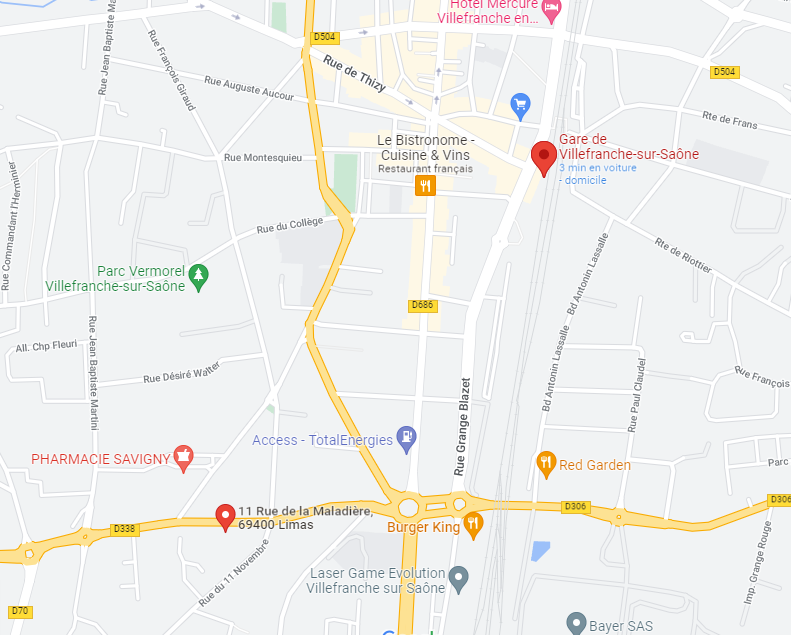 Hôtel Mercure
Villefranche en...
D504
Rue de Thizy
D504
Rue François Giraud
Rue Auguste Aucour
Rte de Frans
Le Bistronome -
Cuisine & Vins
Restaurant français
Gare de
Villefranche-sur-Saône
3 min en voiture
- domicile
Rue Montesquieu
Rue Commandant l'Herminier
Rue du Collège
Rte de Riottier
Parc Vermorel
Villefranche-sur-Saône
Bd Antonin Lassalle
Bd Antonin Lassalle
D686
Rue Jean Baptiste Martini
All. Chp Fleuri
Rue Désiré Walter
Rue Paul Claudel
Rue François
Rue Grange Blazet
Access - TotalEnergies
PHARMACIE SAVIGNY
Red Garden
Parc
D306
D306
11 Rue de la Maladière,
69400 Limas
D338
Burger King
Rue du 11 Novembre
Laser Game Evolution
Villefranche sur Saône
Imp. Grange Rouge
D70
Bayer SAS
Rue Jean Baptiste Ma